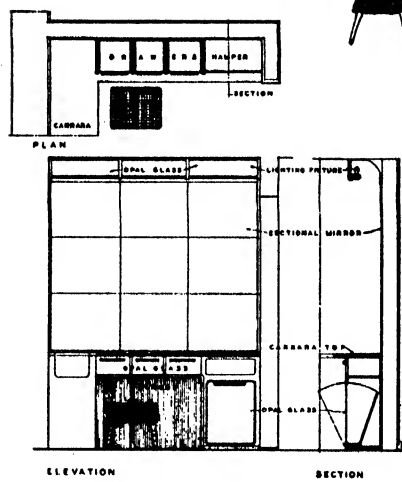 DRAWERS HAMPER
SECTION
CARRARA
PLAN
OPAL GLASS LIGHTING FIXTURE
SECTIONAL MIRROR
CARRARA TOP
OPAL GLASS
OPAL GLASS
ELEVATION SECTION